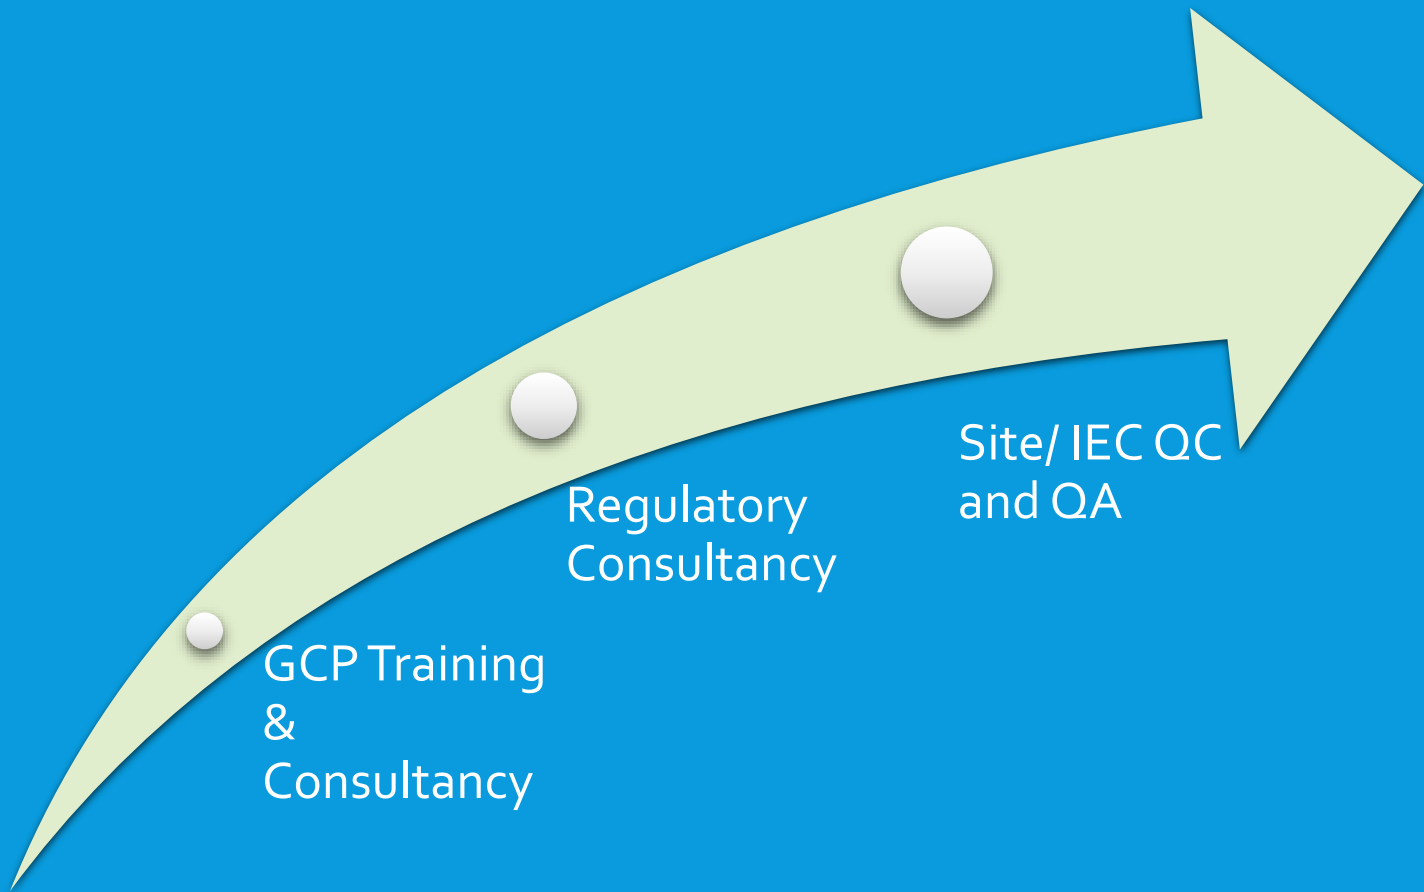 GCP Training
&
Consultancy
Regulatory
Consultancy
Site/ IEC QC
and QA